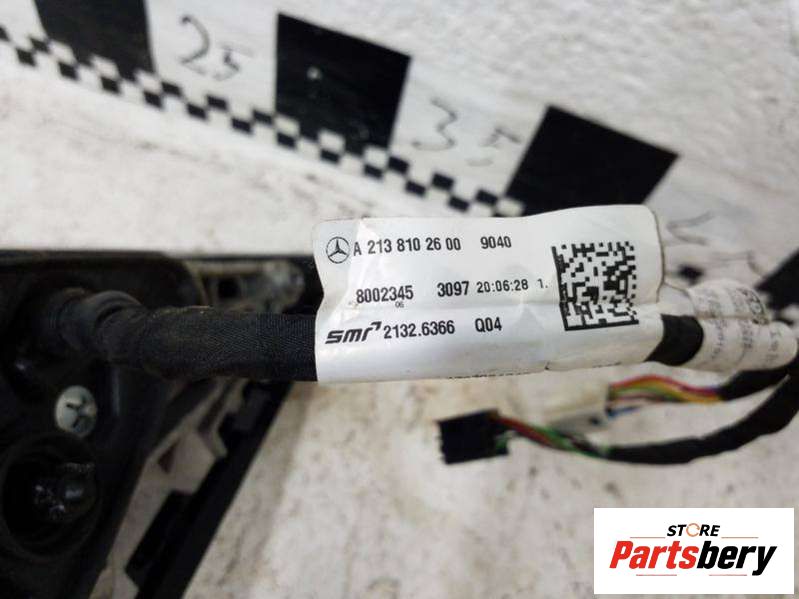 25
35
A 213 810 26 00 9040
8002345 3097 20:06:28 1.
06
smr 2132.6366 Q04
STORE
Partsbery